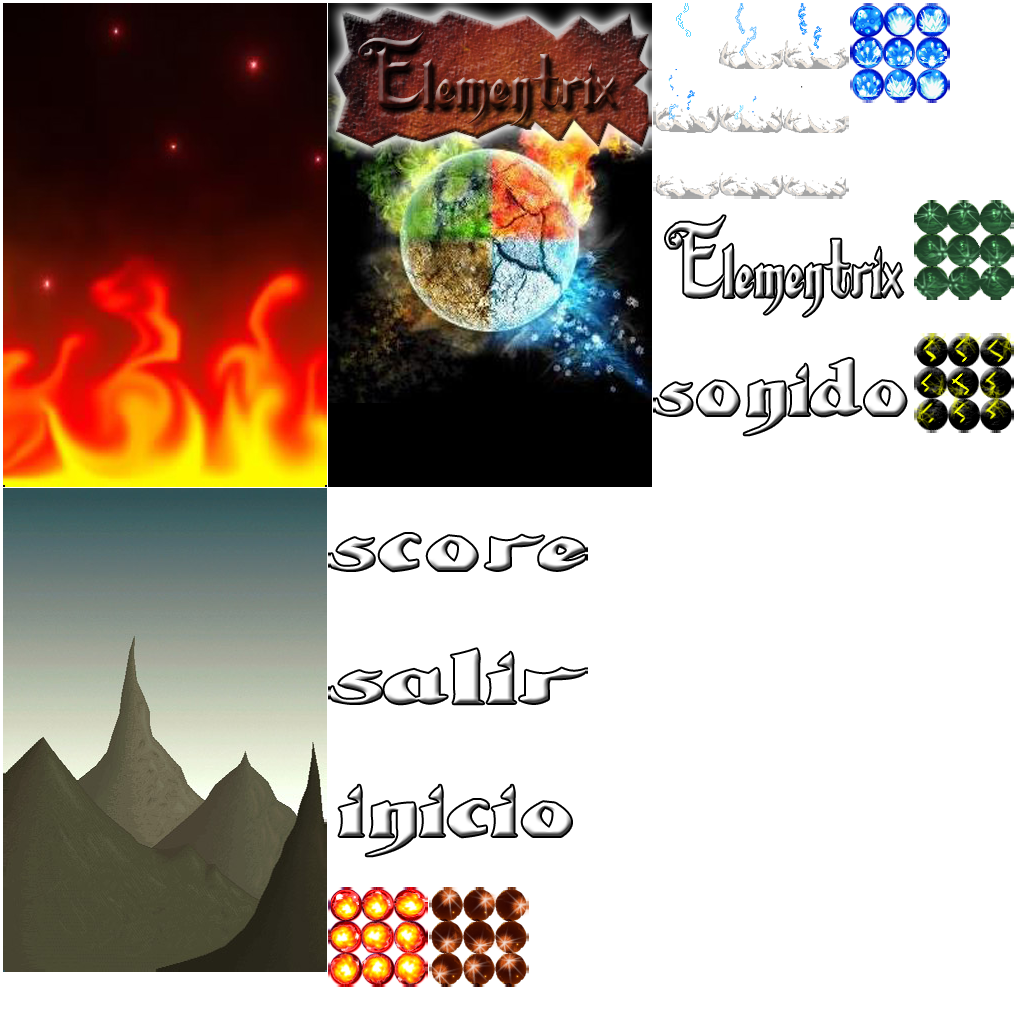 Elementrix
Elementrix
sonido
score
salir
inicio